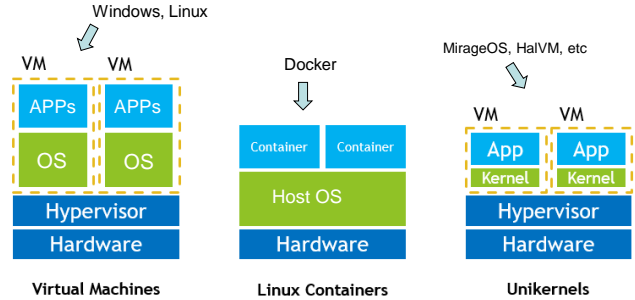 Windows, Linux
VM VM
APPs APPs
OS OS
Hypervisor
Hardware
Virtual Machines
Docker
Container Container
Host OS
Hardware
Linux Containers
MirageOS, HalVM, etc
VM VM
App App
Kernel Kernel
Hypervisor
Hardware
Unikernels